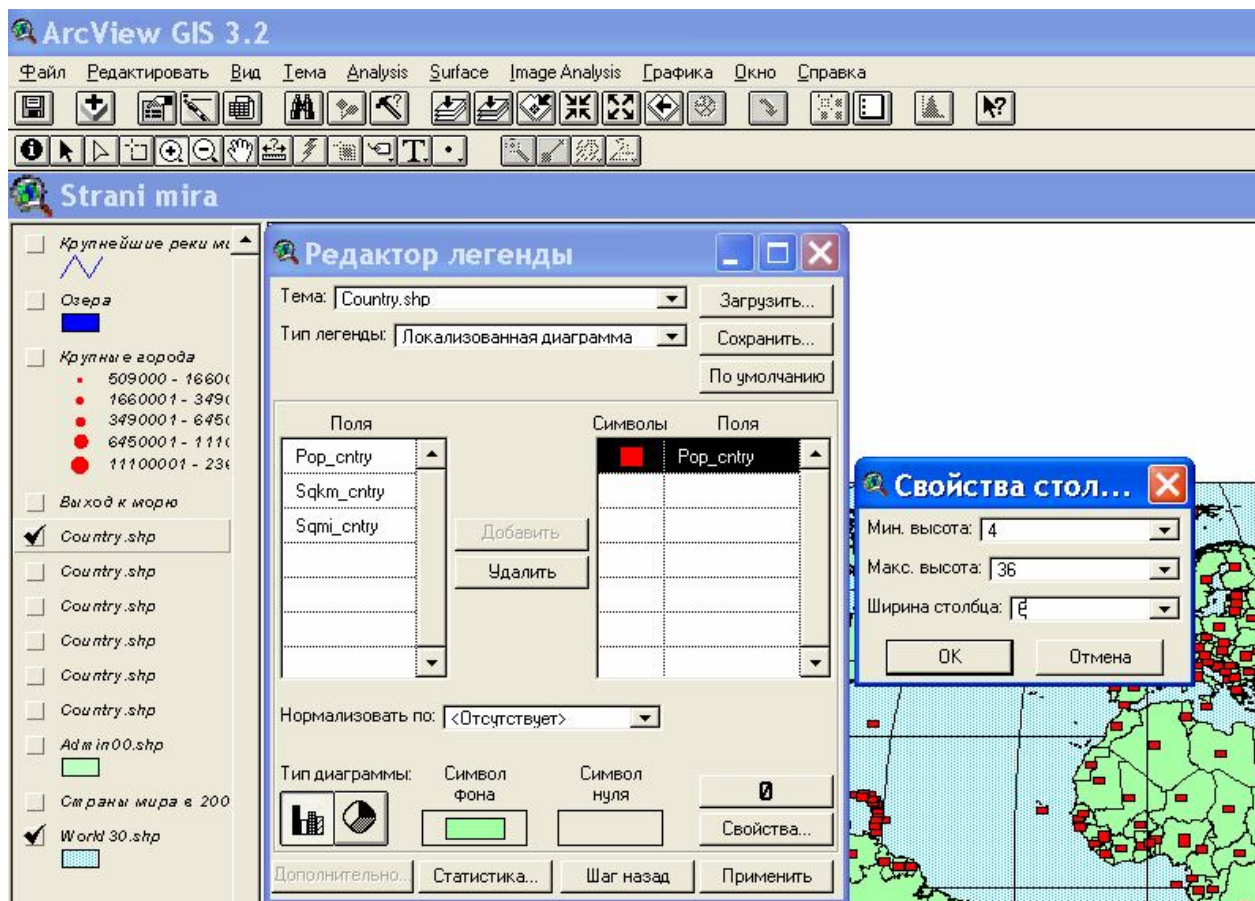 ArcView GIS 3.2
Файл Редактировать Вид Тема Analysis Surface Image Analysis Графика Окно Справка
Strani mira
Крупнейшие реки ми
Озера
Крупные города
509000 - 16600
1660001 - 3490
3490001 - 6450
6450001 - 1110
11100001 - 236
Выход к морю
Country.shp
Country.shp
Country.shp
Country.shp
Country.shp
Country.shp
Admin00.shp
Страны мира в 200
World 30.shp
Редактор легенды
Тема: Country.shp
Загрузить...
Тип легенды: Локализованная диаграмма
Сохранить...
По умолчанию
Поля
Символы Поля
Pop_cntry
Sqkm_cntry
Sqmi_cntry
Pop_cntry
Добавить
Удалить
Нормализовать по: <Отсутствует>
Тип диаграммы:
Символ фона
Символ нуля
0
Свойства...
Дополнительно... Статистика... Шаг назад Применить
Свойства стол...
Мин. высота: 4
Макс. высота: 36
Ширина столбца:
OK Отмена